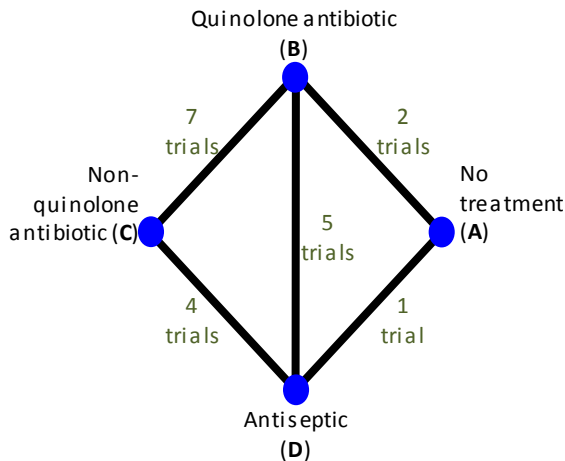 Quinolone antibiotic
(B)
7
trials
2
trials
Non-
quinolone
antibiotic (C)
No
treatment
(A)
5
trials
4
trials
1
trial
Antiseptic
(D)